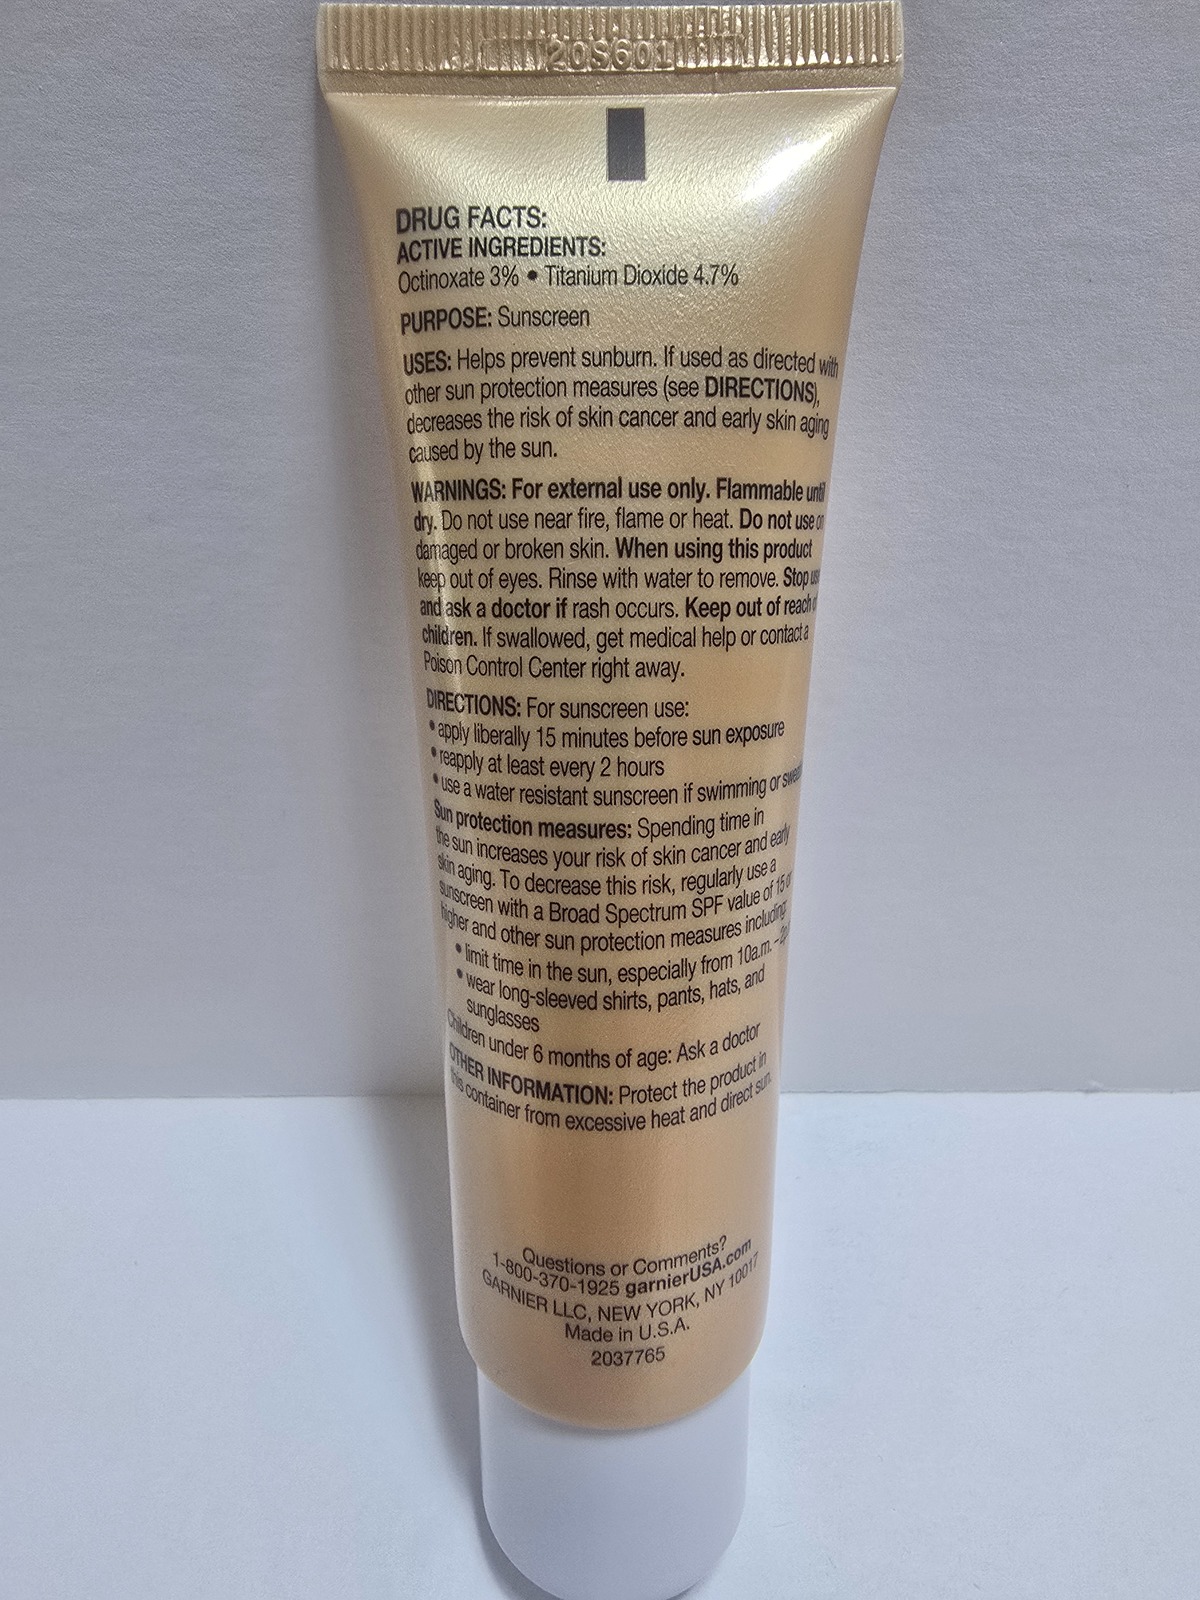 20S601
DRUG FACTS:
ACTIVE INGREDIENTS:
Octinoxate 3% • Titanium Dioxide 4.7%
PURPOSE: Sunscreen
USES: Helps prevent sunburn. If used as directed with
other sun protection measures (see DIRECTIONS),
decreases the risk of skin cancer and early skin aging
caused by the sun.
WARNINGS: For external use only. Flammable until
dry. Do not use near fire, flame or heat. Do not use on
damaged or broken skin. When using this product
keep out of eyes. Rinse with water to remove. Stop use
and ask a doctor if rash occurs. Keep out of reach of
children. If swallowed, get medical help or contact a
Poison Control Center right away.
DIRECTIONS: For sunscreen use:
• apply liberally 15 minutes before sun exposure
• reapply at least every 2 hours
• use a water resistant sunscreen if swimming or
Sun protection measures: Spending time in
the sun increases your risk of skin cancer and early
skin aging. To decrease this risk, regularly use a
sunscreen with a Broad Spectrum SPF value of 15 or
higher and other sun protection measures including:
• limit time in the sun, especially from 10a.m. –
• wear long-sleeved shirts, pants, hats, and
sunglasses
Children under 6 months of age: Ask a doctor
OTHER INFORMATION: Protect the product in
this container from excessive heat and direct sun.
Questions or Comments?
1-800-370-1925 garnierUSA.com
GARNIER LLC, NEW YORK, NY 10017
Made in U.S.A.
2037765